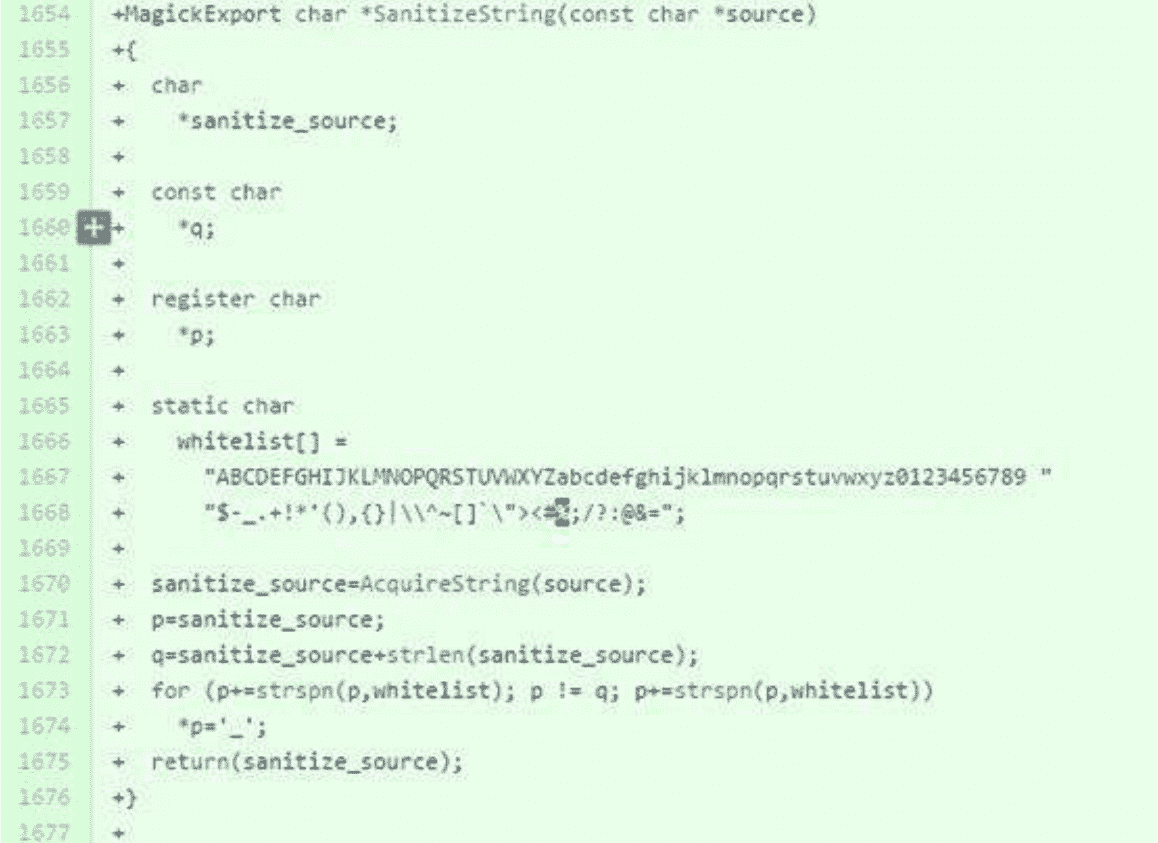 1654 +MagickExport char *SanitizeString(const char *source)
1655 +{
1656 +  char
1657 +    *sanitize_source;
1658 +
1659 +  const char
1660 +    *q;
1661 +
1662 +  register char
1663 +    *p;
1664 +
1665 +  static char
1666 +    whitelist[] =
1667 +      "ABCDEFGHIJKLMNOPQRSTUVWXYZabcdefghijklmnopqrstuvwxyz0123456789 "
1668 +      "$-_.+!*'(),{}|\\^~[]`\"><#%;/?:@&=";
1669 +
1670 +  sanitize_source=AcquireString(source);
1671 +  p=sanitize_source;
1672 +  q=sanitize_source+strlen(sanitize_source);
1673 +  for (p+=strspn(p,whitelist); p != q; p+=strspn(p,whitelist))
1674 +    *p='_';
1675 +  return(sanitize_source);
1676 +}
1677 +